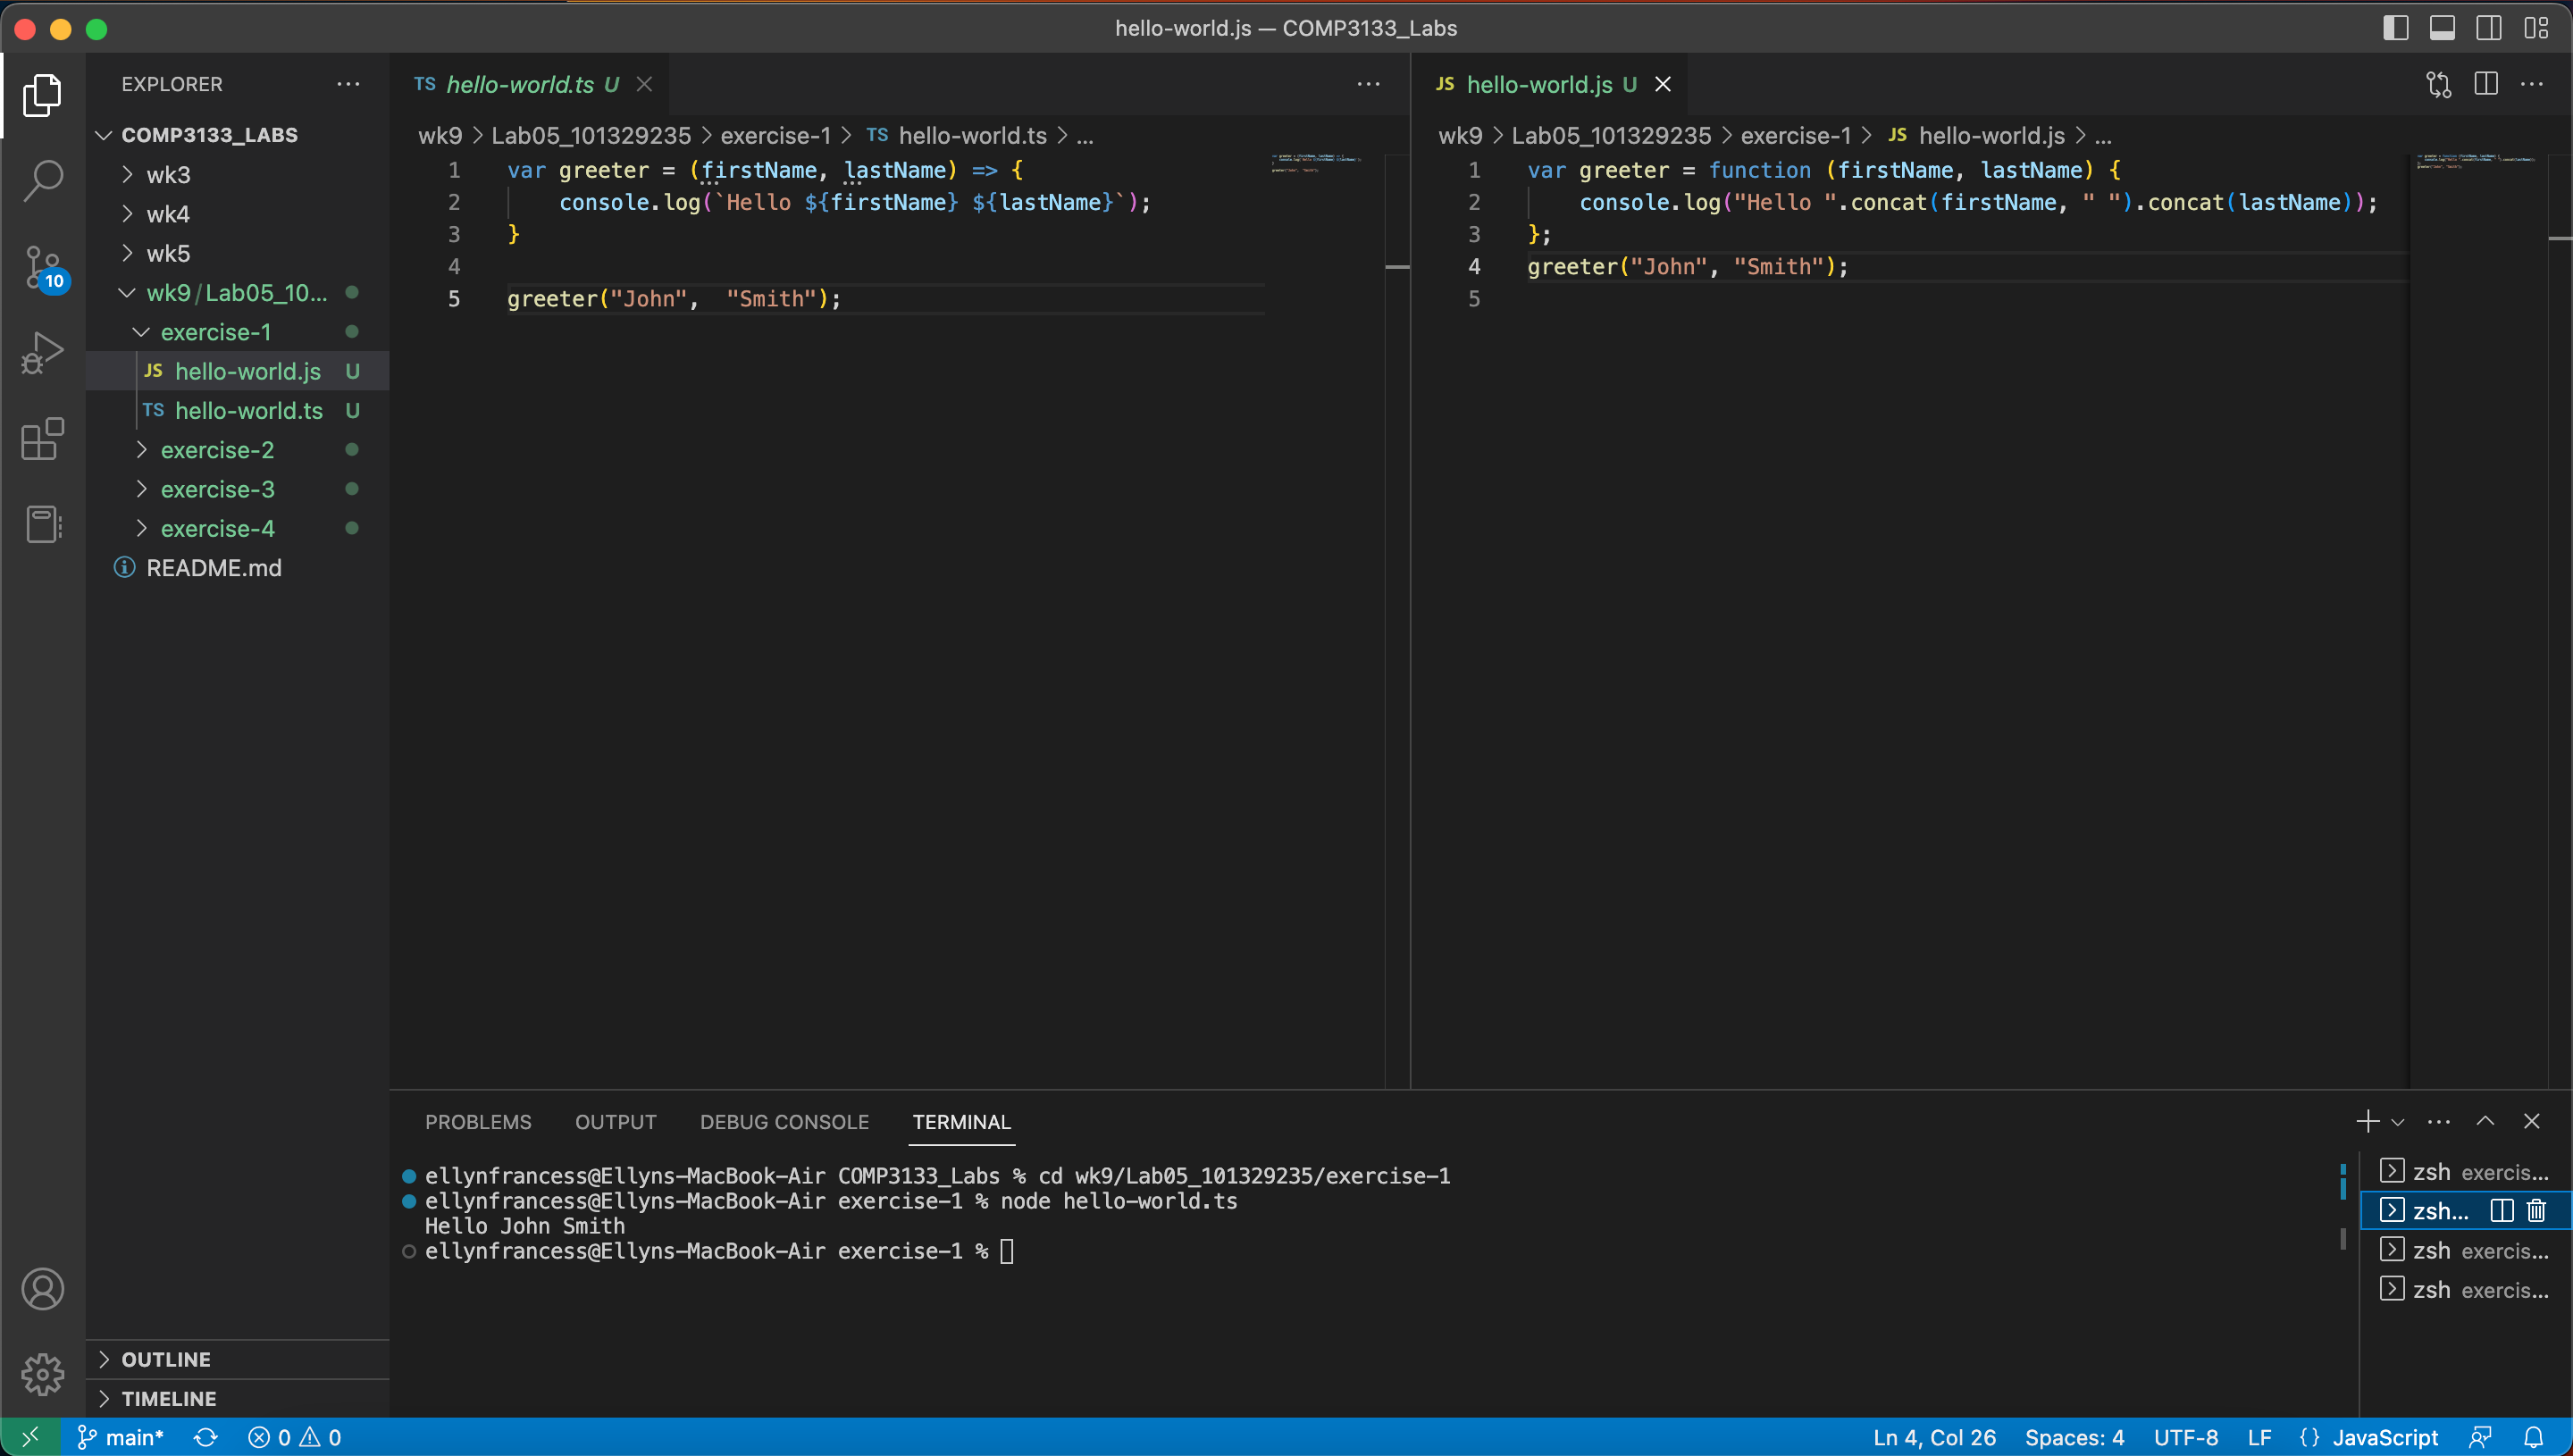 hello-world.js — COMP3133_Labs
EXPLORER
COMP3133_LABS
wk3
wk4
wk5
wk9/Lab05_10...
exercise-1
JS hello-world.js U
TS hello-world.ts U
exercise-2
exercise-3
exercise-4
README.md
OUTLINE
TIMELINE
10
TS hello-world.ts U
wk9 > Lab05_101329235 > exercise-1 > TS hello-world.ts > ...
1 var greeter = (firstName, lastName) => {
2     console.log(`Hello ${firstName} ${lastName}`);
3 }
4
5 greeter("John",  "Smith");
JS hello-world.js U
wk9 > Lab05_101329235 > exercise-1 > JS hello-world.js > ...
1 var greeter = function (firstName, lastName) {
2     console.log("Hello ".concat(firstName, " ").concat(lastName));
3 };
4 greeter("John", "Smith");
5
PROBLEMS OUTPUT DEBUG CONSOLE TERMINAL
ellynfrancess@Ellyns-MacBook-Air COMP3133_Labs % cd wk9/Lab05_101329235/exercise-1
ellynfrancess@Ellyns-MacBook-Air exercise-1 % node hello-world.ts
Hello John Smith
ellynfrancess@Ellyns-MacBook-Air exercise-1 %
zsh exercis...
zsh...
zsh exercis...
zsh exercis...
main* 0 0 Ln 4, Col 26 Spaces: 4 UTF-8 LF {} JavaScript